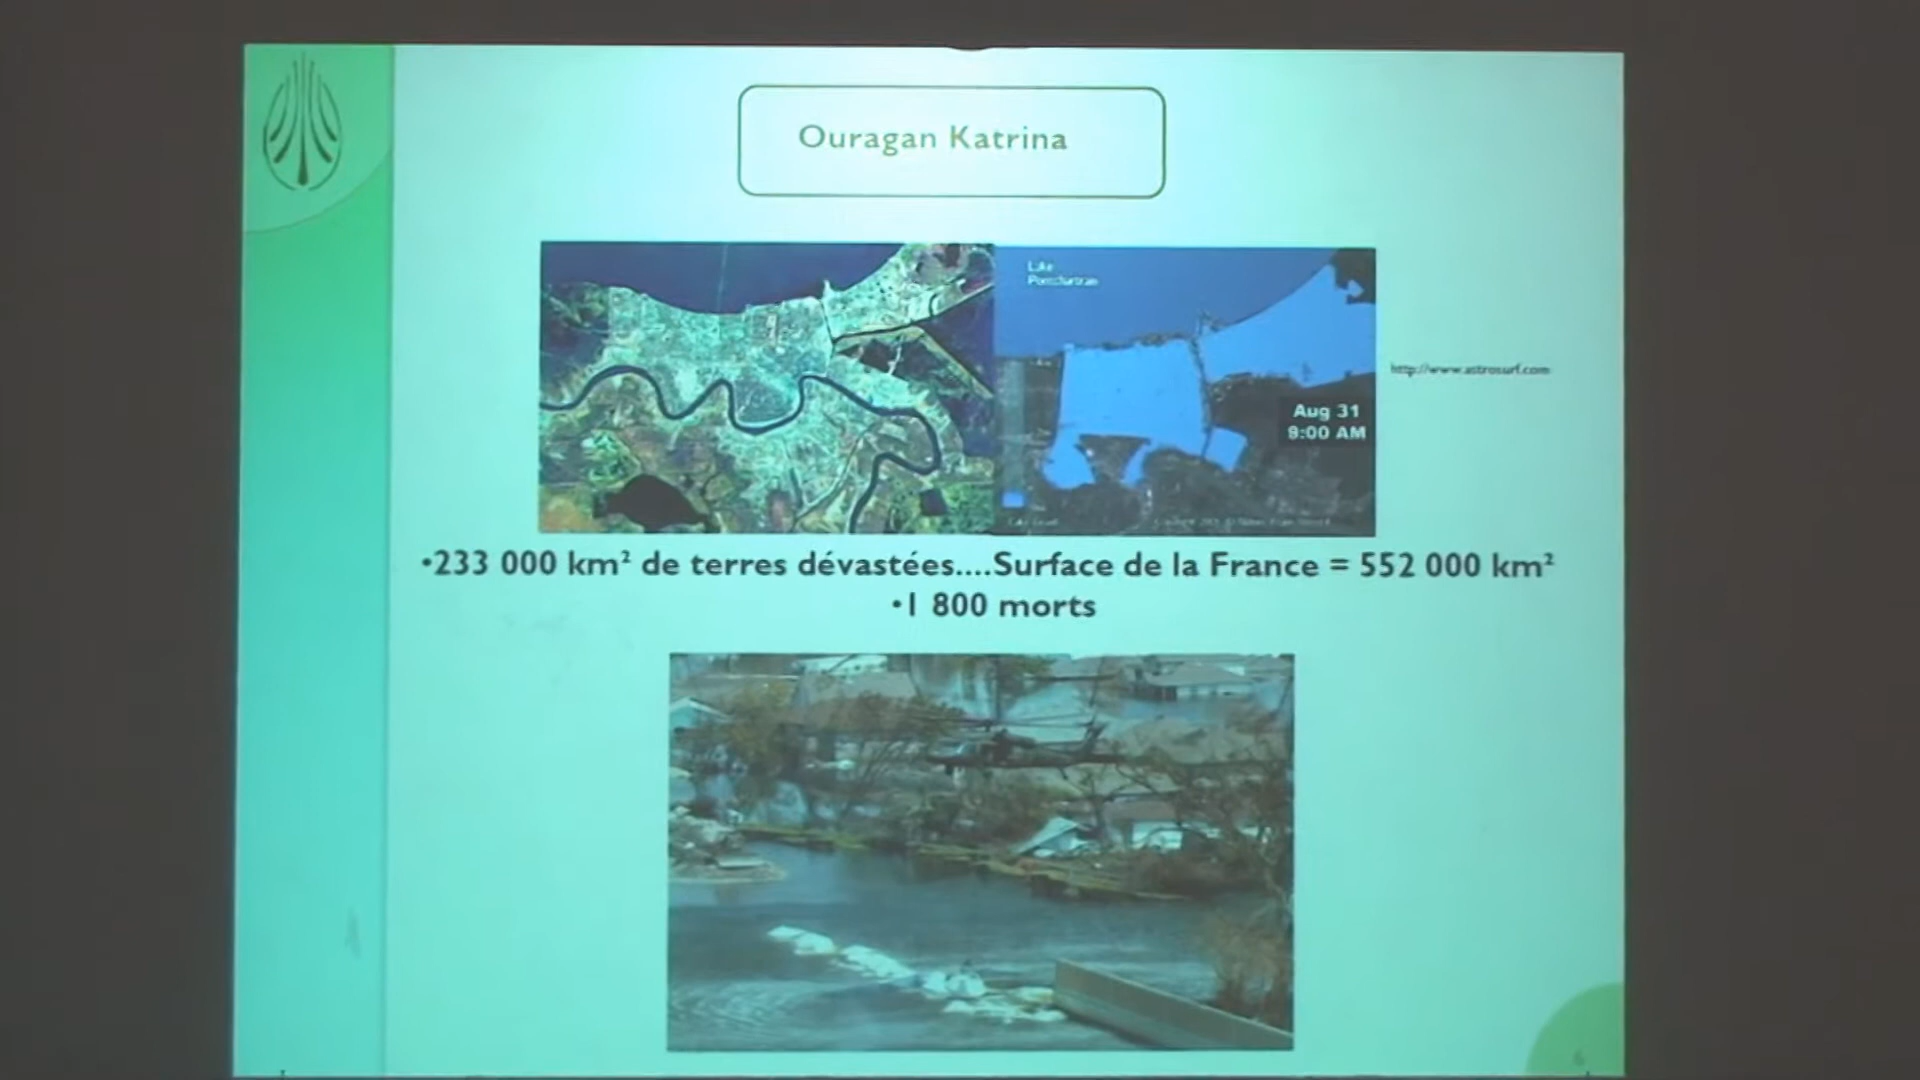 Ouragan Katrina
Lake
Pontchartrain
http://www.astrosurf.com
Aug 31
9:00 AM
•233 000 km² de terres dévastées....Surface de la France = 552 000 km²
•1 800 morts
6